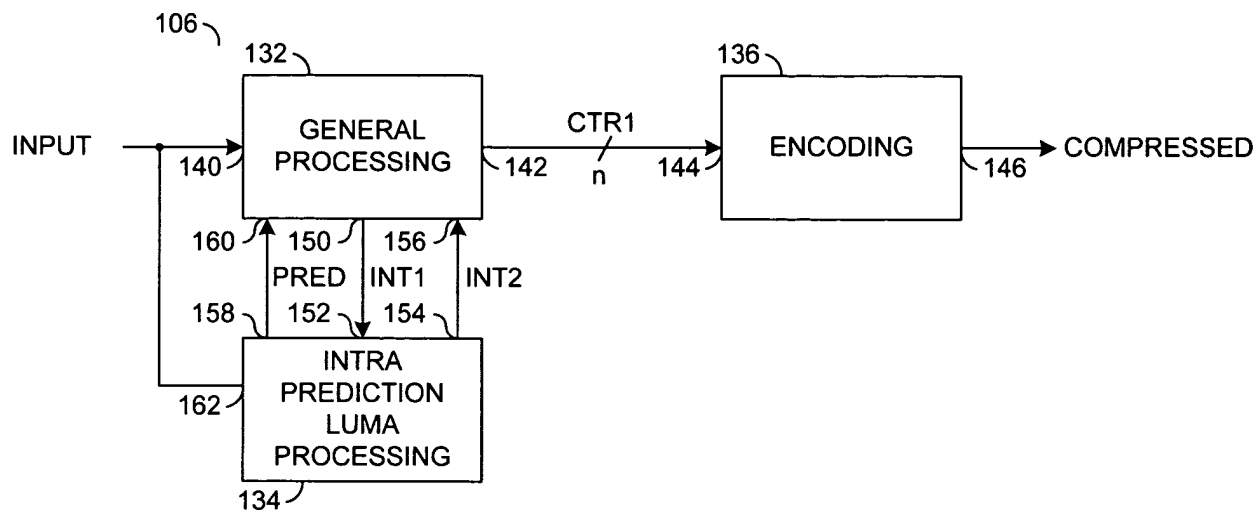 106
132
136
INPUT
GENERAL
PROCESSING
CTR1
n
ENCODING
COMPRESSED
140
142
144
146
160
150
156
PRED
INT1
INT2
158
152
154
INTRA
PREDICTION
LUMA
PROCESSING
162
134